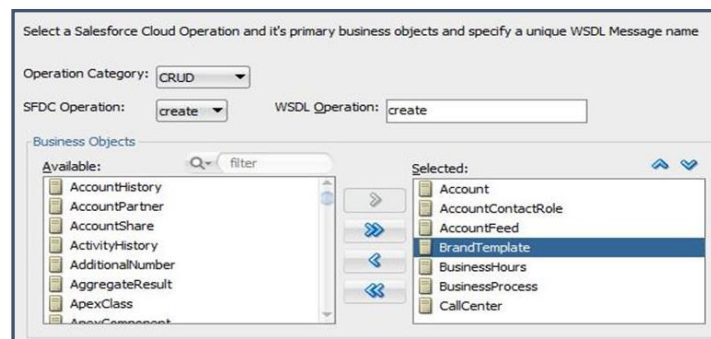 Select a Salesforce Cloud Operation and it's primary business objects and specify a unique WSDL Message name
Operation Category: CRUD
SFDC Operation: create WSDL Operation: create
Business Objects
Available: filter
AccountHistory
AccountPartner
AccountShare
ActivityHistory
AdditionalNumber
AggregateResult
ApexClass
ApexComponent
Selected:
Account
AccountContactRole
AccountFeed
BrandTemplate
BusinessHours
BusinessProcess
CallCenter